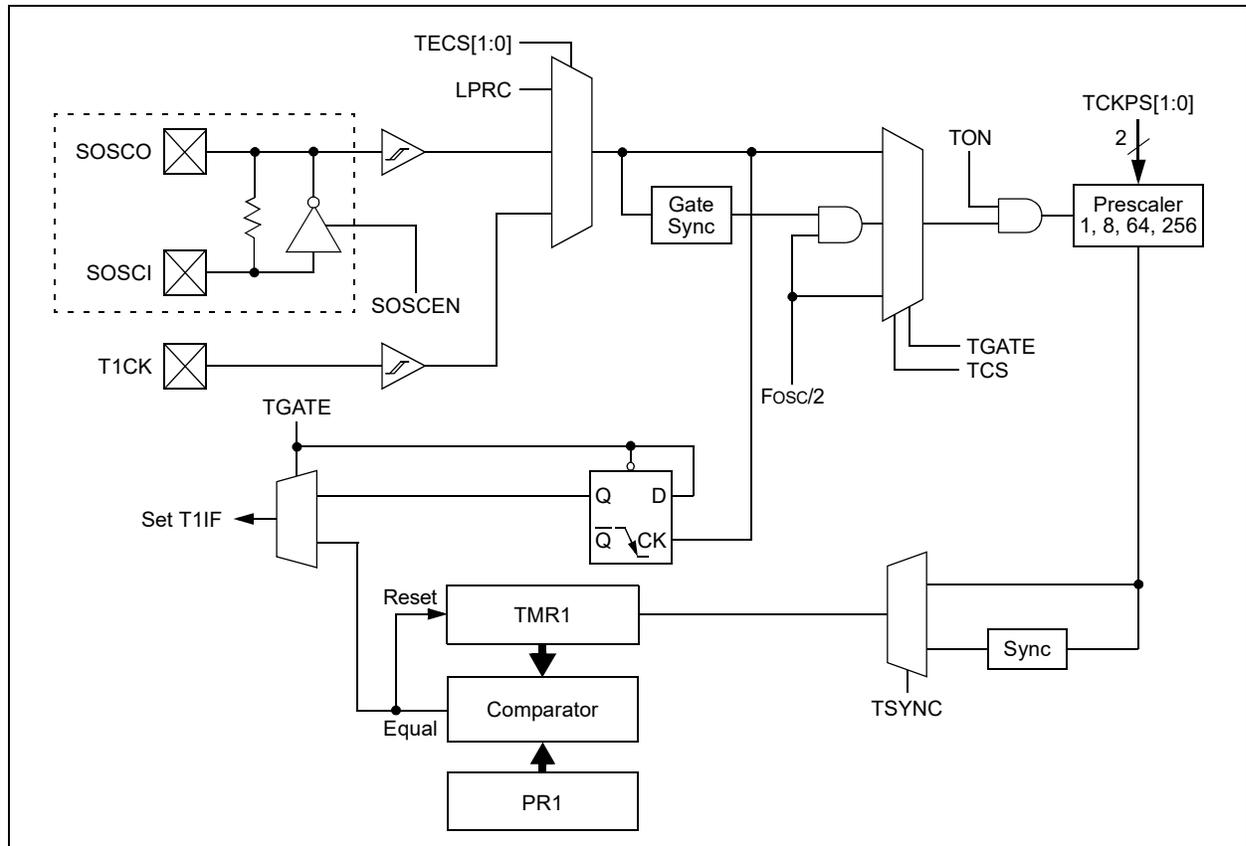 TECS[1:0]
LPRC
TCKPS[1:0]
2
SOSCO
TON
Gate
Sync
Prescaler
1, 8, 64, 256
SOSCI
SOSCEN
TGATE
TCS
T1CK
FOSC/2
TGATE
Q D
Set T1IF
Q CK
Reset
TMR1
Sync
Comparator
TSYNC
Equal
PR1